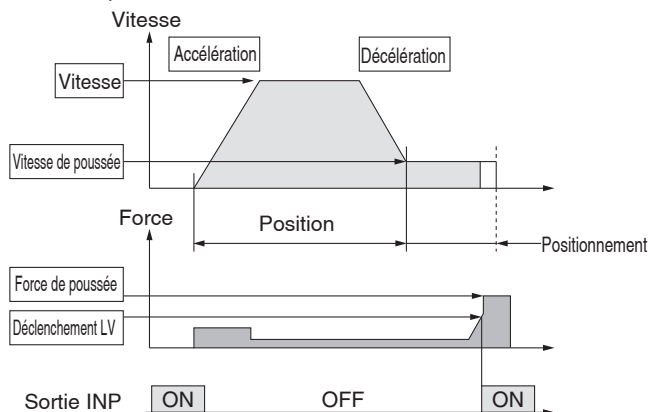 Vitesse
Accélération
Décélération
Vitesse
Vitesse de poussée
Force
Position
Positionnement
Force de poussée
Déclenchement LV
Sortie INP ON OFF ON